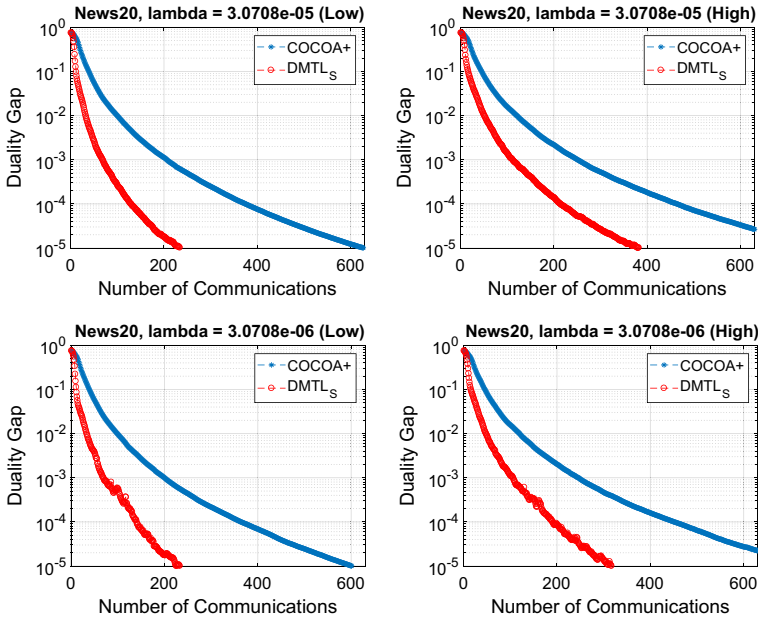 News20, lambda = 3.0708e-05 (Low)
10^0
10^-1
10^-2
10^-3
10^-4
10^-5
Duality Gap
COCOA+
DMTL_S
0 200 400 600
Number of Communications
News20, lambda = 3.0708e-05 (High)
10^0
10^-1
10^-2
10^-3
10^-4
10^-5
Duality Gap
COCOA+
DMTL_S
0 200 400 600
Number of Communications
News20, lambda = 3.0708e-06 (Low)
10^0
10^-1
10^-2
10^-3
10^-4
10^-5
Duality Gap
COCOA+
DMTL_S
0 200 400 600
Number of Communications
News20, lambda = 3.0708e-06 (High)
10^0
10^-1
10^-2
10^-3
10^-4
10^-5
Duality Gap
COCOA+
DMTL_S
0 200 400 600
Number of Communications